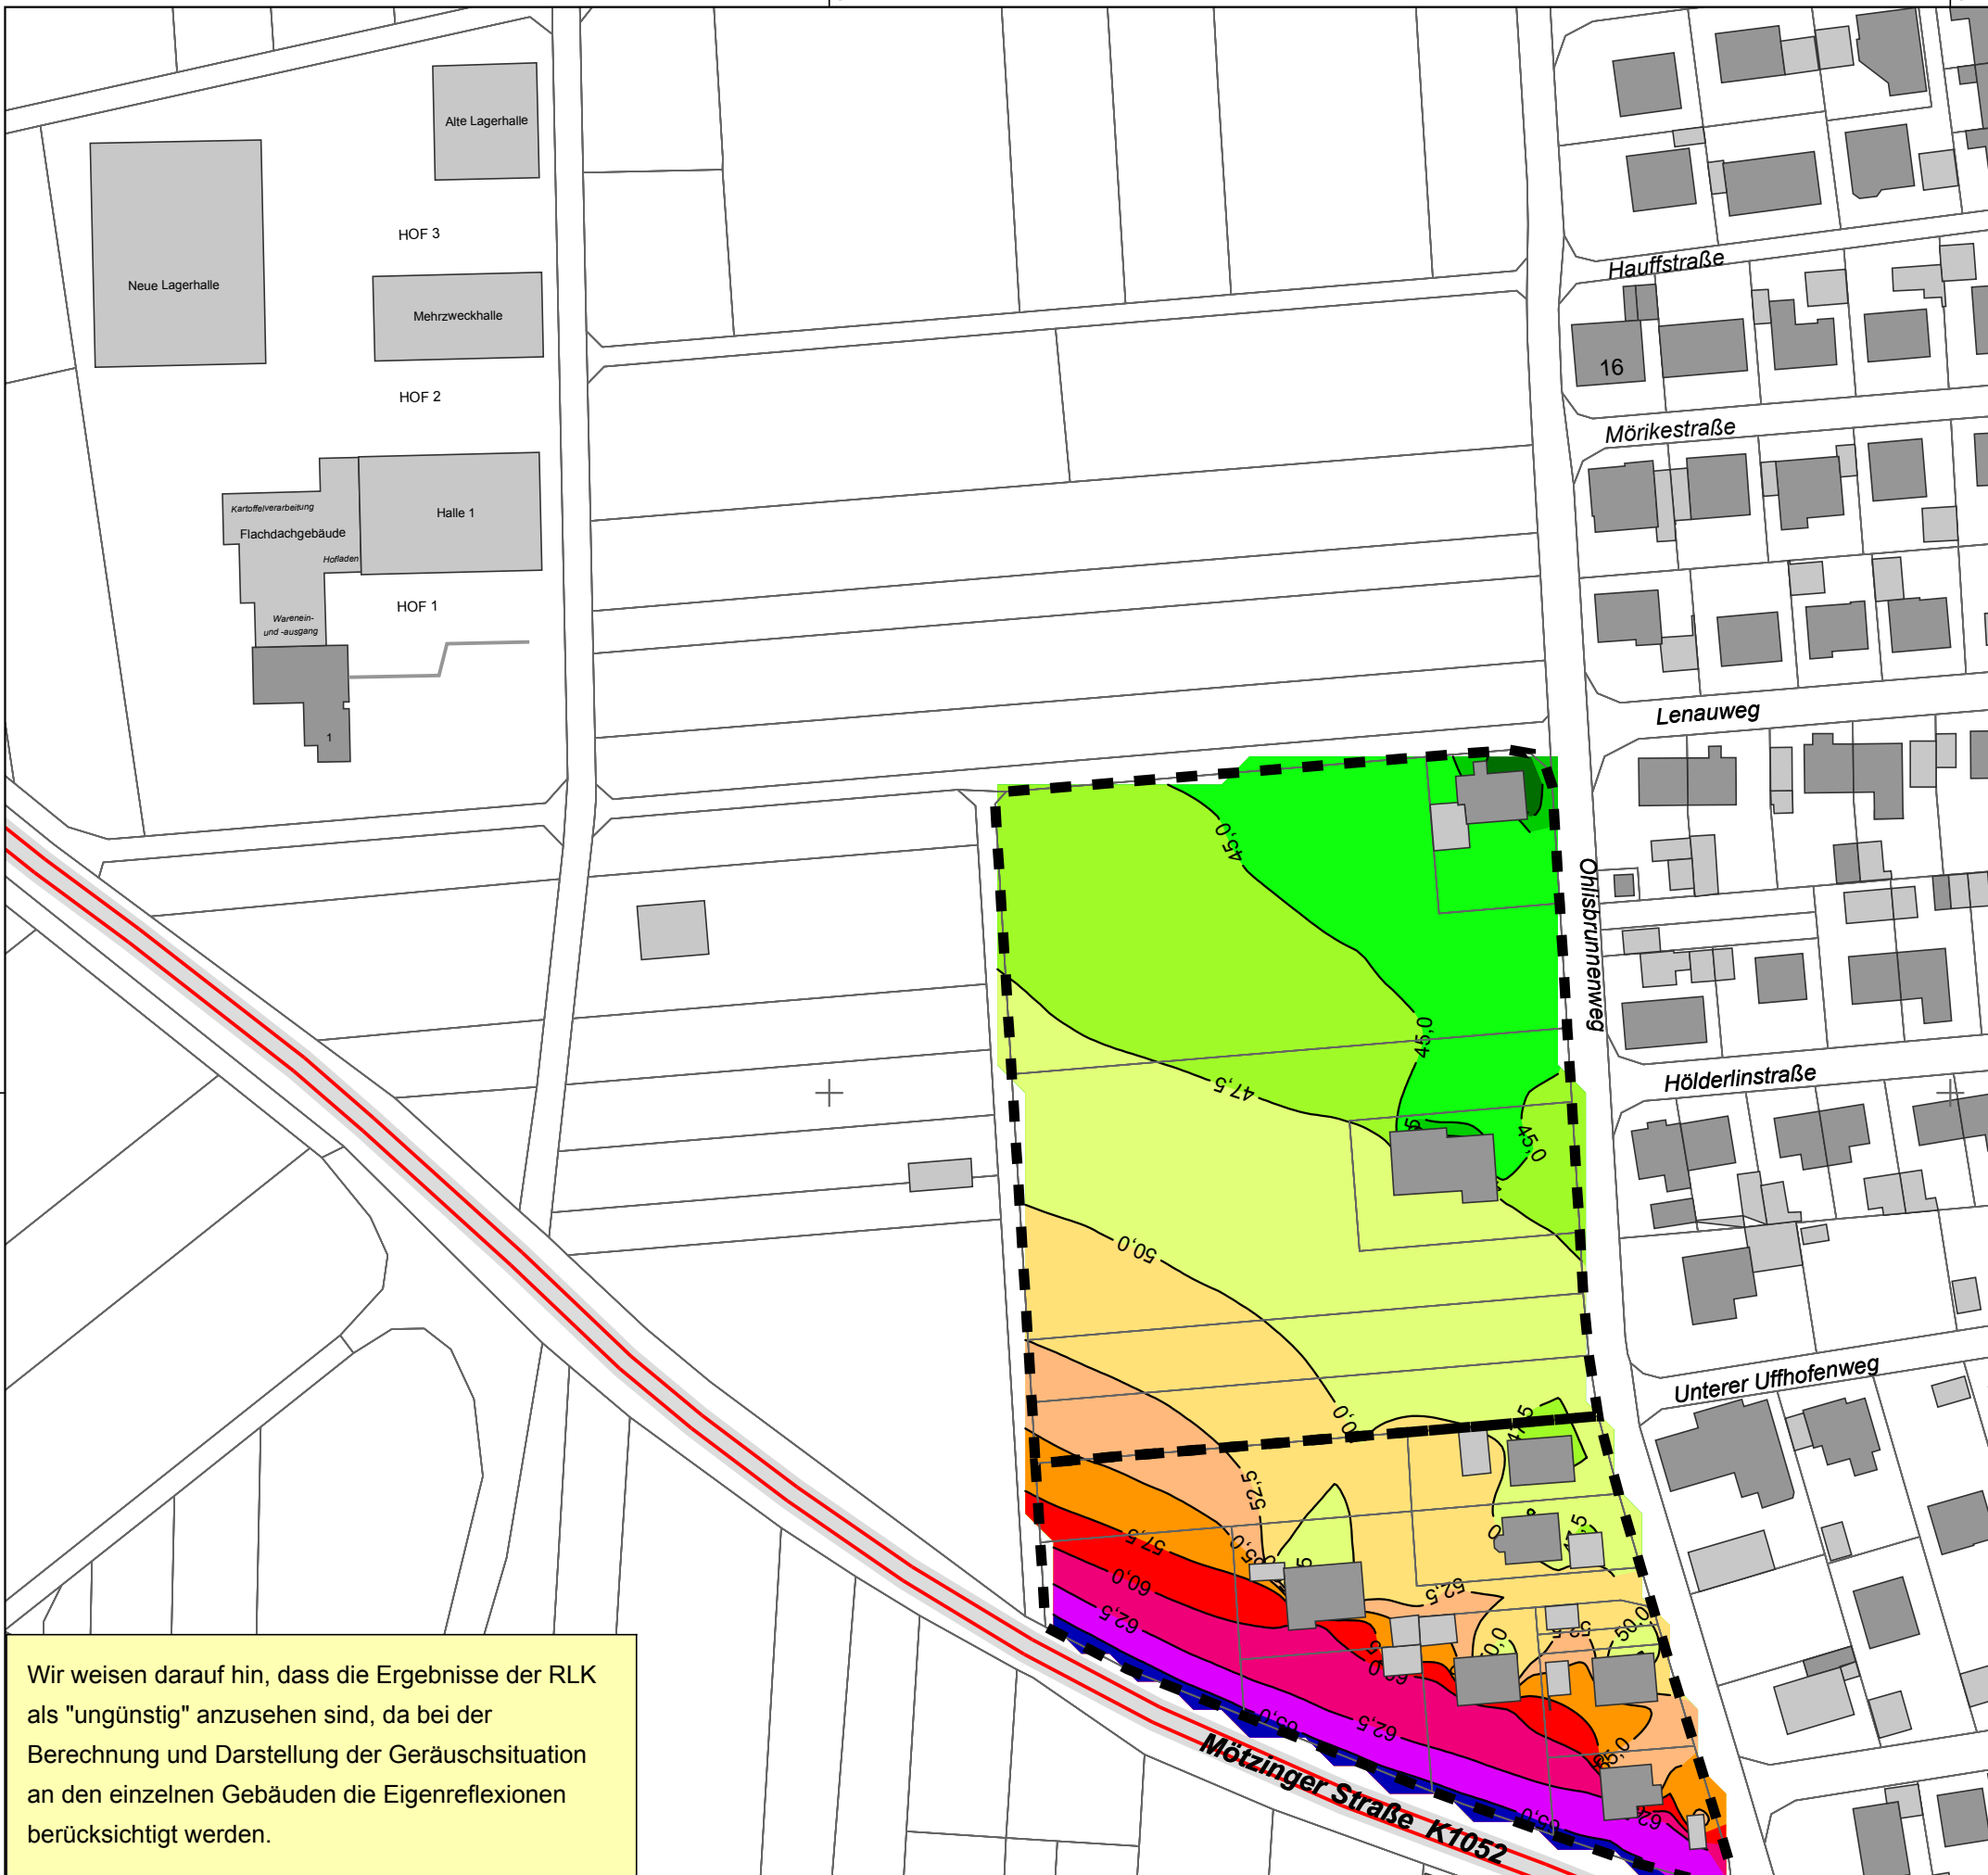 Alte Lagerhalle
HOF 3
Neue Lagerhalle
Mehrzweckhalle
HOF 2
Kartoffelverarbeitung
Flachdachgebäude
Hofladen
Halle 1
HOF 1
Warenein-
und -ausgang
1
Hauffstraße
16
Mörikestraße
Lenauweg
Ohlisbrunnenweg
Hölderlinstraße
Unterer Uffhofenweg
45,0
45,0
47,5
45,0
50,0
47,5
52,5
57,5
60,0
62,5
52,5
50,0
62,5
65,0
Mötzinger Straße K1052
Wir weisen darauf hin, dass die Ergebnisse der RLK
als "ungünstig" anzusehen sind, da bei der
Berechnung und Darstellung der Geräuschsituation
an den einzelnen Gebäuden die Eigenreflexionen
berücksichtigt werden.